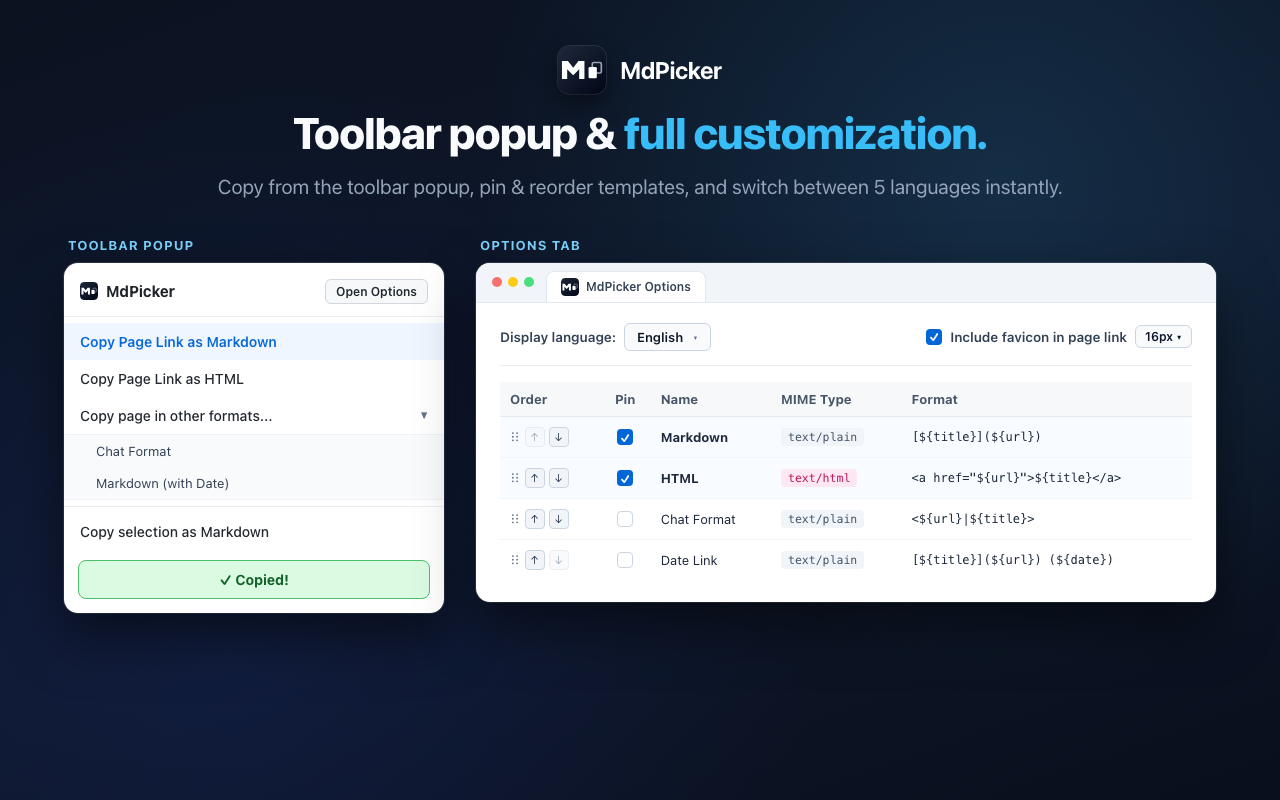 MdPicker
Toolbar popup & full customization.
Copy from the toolbar popup, pin & reorder templates, and switch between 5 languages instantly.
TOOLBAR POPUP
MdPicker
Open Options
Copy Page Link as Markdown
Copy Page Link as HTML
Copy page in other formats...
Chat Format
Markdown (with Date)
Copy selection as Markdown
✓ Copied!
OPTIONS TAB
MdPicker Options
Display language: English
Include favicon in page link 16px
Order Pin Name MIME Type Format
Markdown text/plain [${title}](${url})
HTML text/html <a href="${url}">${title}</a>
Chat Format text/plain <${url}|${title}>
Date Link text/plain [${title}](${url}) (${date})